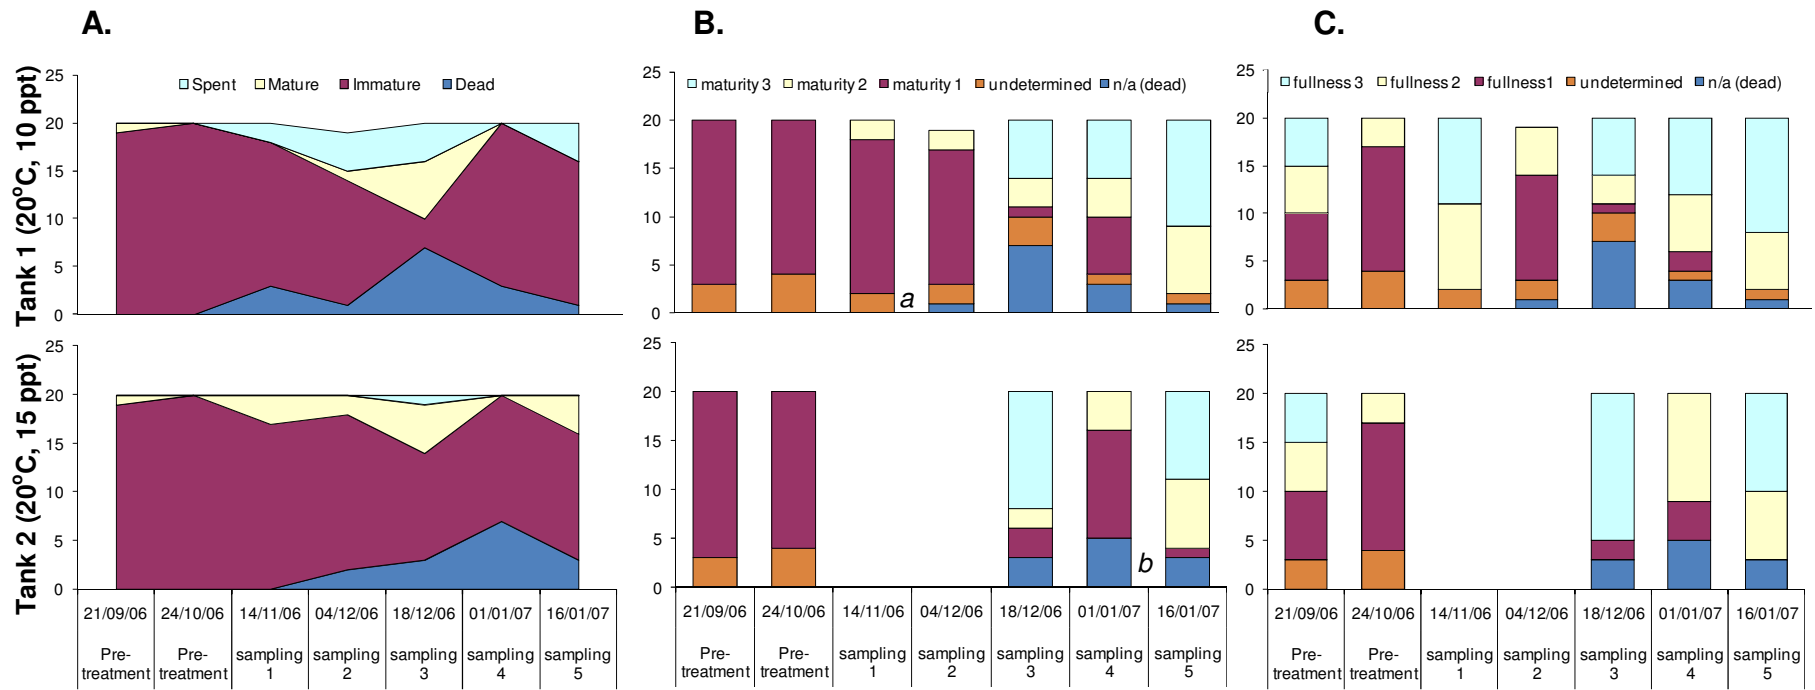 A.
B.
C.
Tank 1 (20°C, 10 ppt)
25
20
15
10
5
0
Spent Mature Immature Dead
25
20
15
10
5
0
maturity 3 maturity 2 maturity 1 undetermined n/a (dead)
a
25
20
15
10
5
0
fullness 3 fullness 2 fullness1 undetermined n/a (dead)
Tank 2 (20°C, 15 ppt)
25
20
15
10
5
0
25
20
15
10
5
0
b
25
20
15
10
5
0
21/09/06 24/10/06 14/11/06 04/12/06 18/12/06 01/01/07 16/01/07
Pre- Pre- sampling sampling sampling sampling sampling
treatment treatment 1 2 3 4 5
21/09/06 24/10/06 14/11/06 04/12/06 18/12/06 01/01/07 16/01/07
Pre- Pre- sampling sampling sampling sampling sampling
treatment treatment 1 2 3 4 5
21/09/06 24/10/06 14/11/06 04/12/06 18/12/06 01/01/07 16/01/07
Pre- Pre- sampling sampling sampling sampling sampling
treatment treatment 1 2 3 4 5